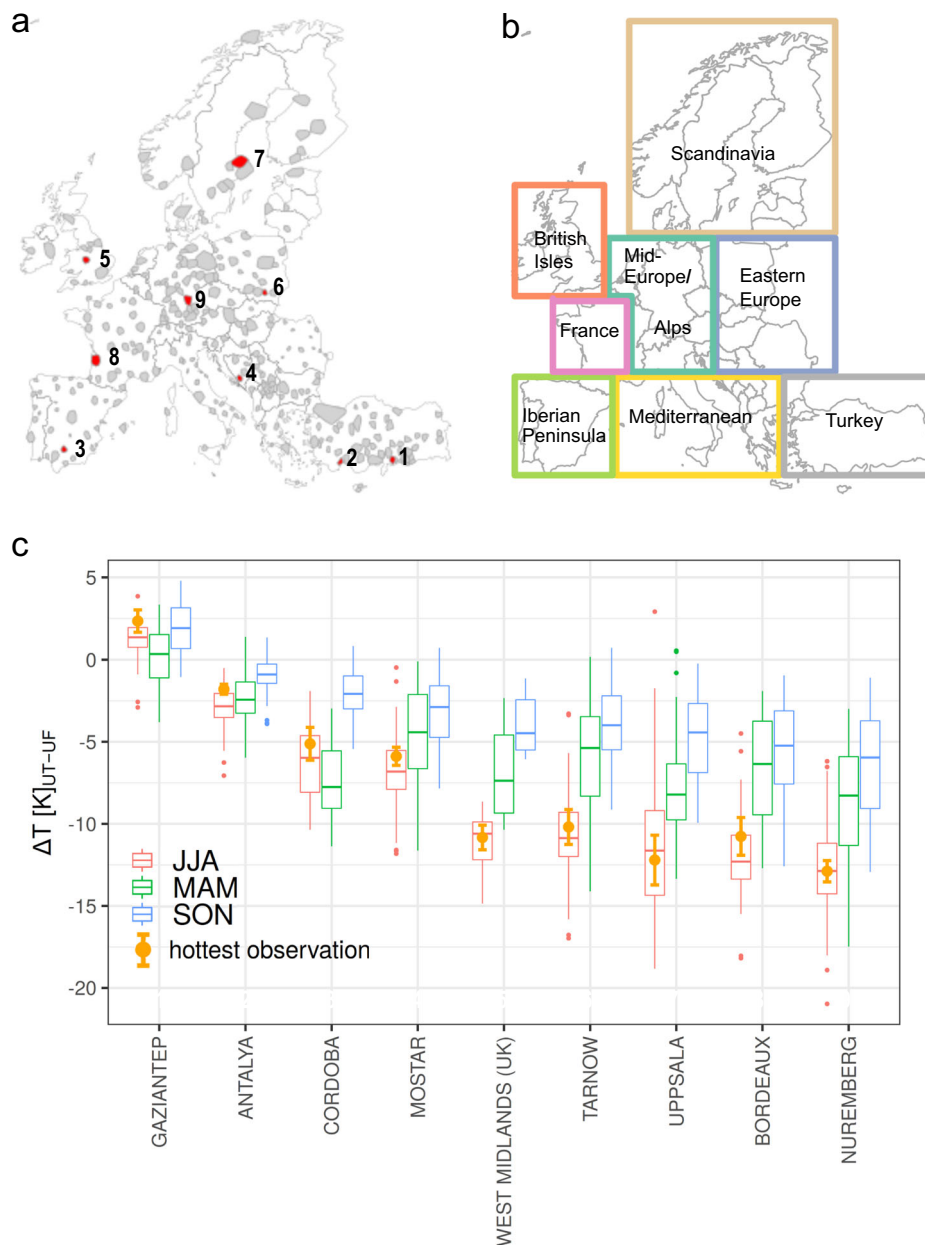 a
7
5
6
9
8
4
3
2
1
b
Scandinavia
British
Isles
Mid-
Europe/
Alps
Eastern
Europe
France
Iberian
Peninsula
Mediterranean
Turkey
c
ΔT [K]UT−UF
5
0
-5
-10
-15
-20
JJA
MAM
SON
hottest observation
GAZIANTEP
ANTALYA
CORDOBA
MOSTAR
WEST MIDLANDS (UK)
TARNOW
UPPSALA
BORDEAUX
NUREMBERG